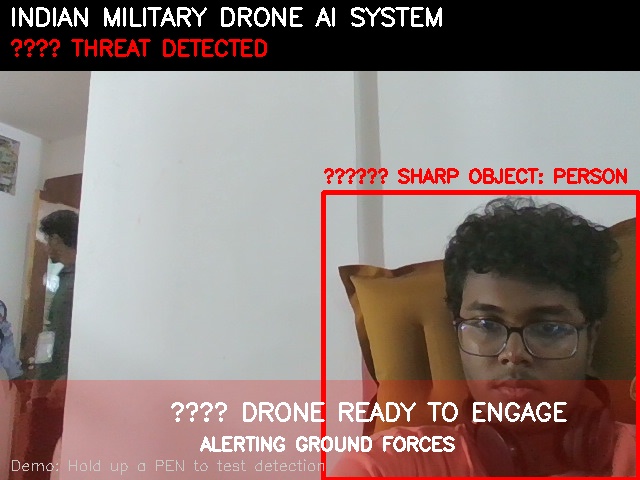 INDIAN MILITARY DRONE AI SYSTEM
???? THREAT DETECTED
?????? SHARP OBJECT: PERSON
???? DRONE READY TO ENGAGE
ALERTING GROUND FORCES
Demo: Hold up a PEN to test detection